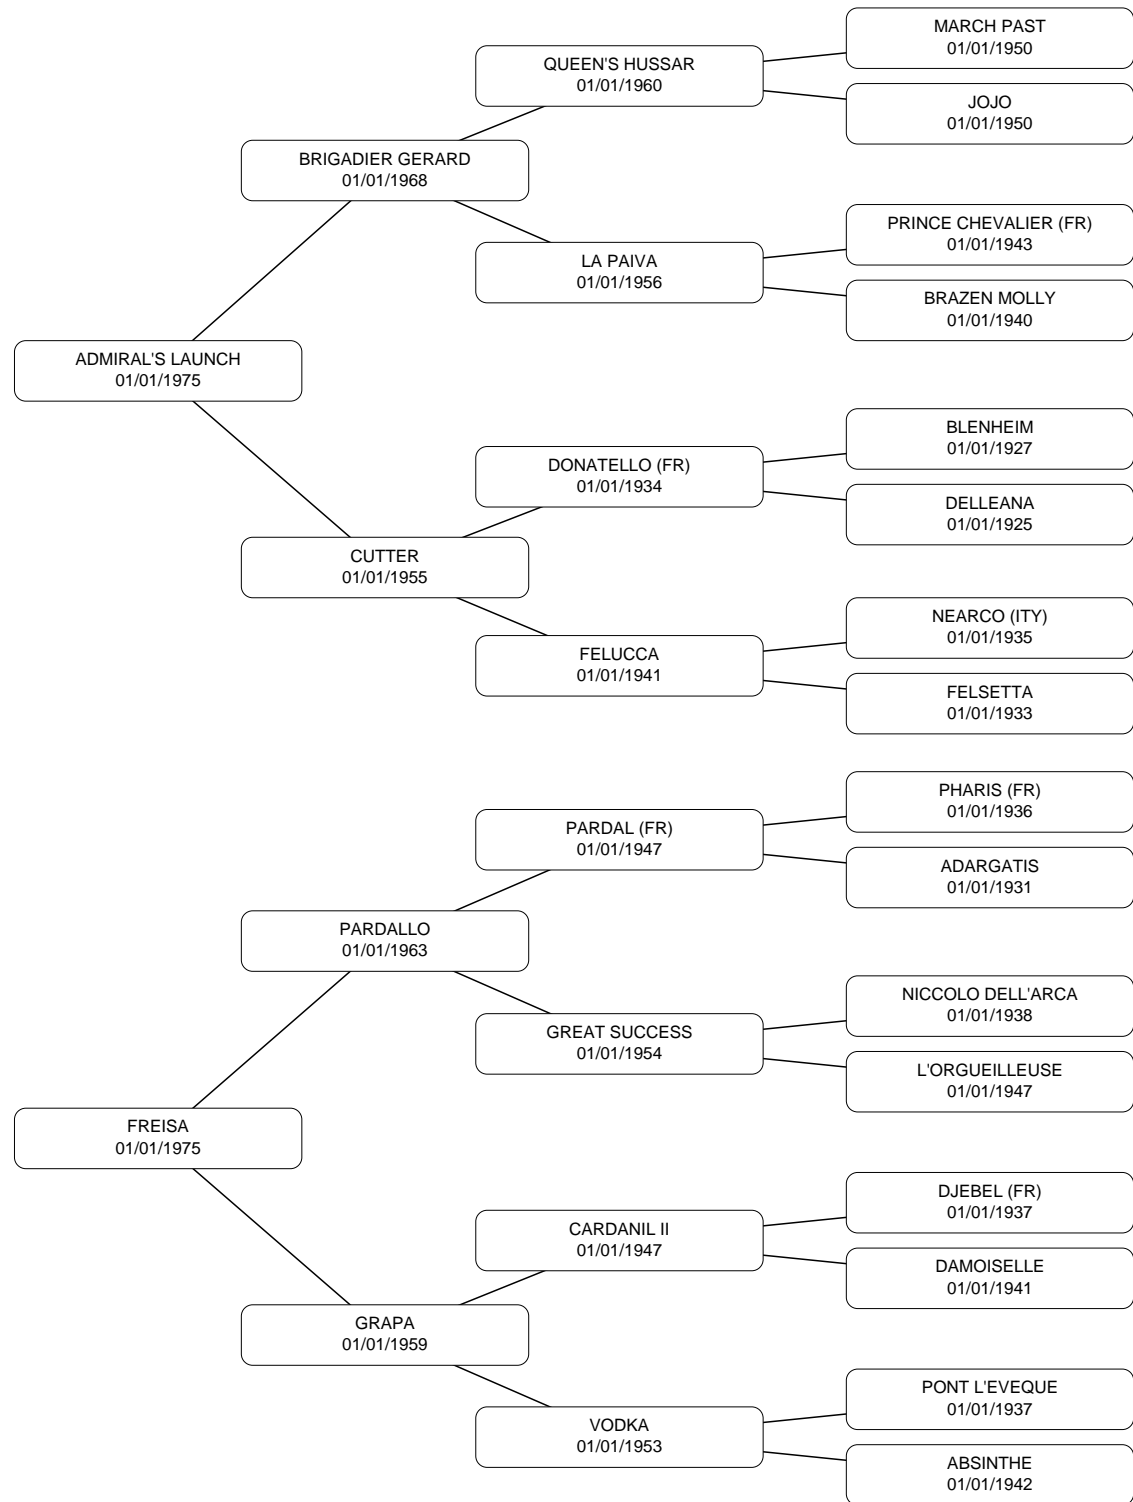 MARCH PAST
01/01/1950
QUEEN'S HUSSAR
01/01/1960
JOJO
01/01/1950
BRIGADIER GERARD
01/01/1968
PRINCE CHEVALIER (FR)
01/01/1943
LA PAIVA
01/01/1956
BRAZEN MOLLY
01/01/1940
ADMIRAL'S LAUNCH
01/01/1975
BLENHEIM
01/01/1927
DONATELLO (FR)
01/01/1934
DELLEANA
01/01/1925
CUTTER
01/01/1955
NEARCO (ITY)
01/01/1935
FELUCCA
01/01/1941
FELSETTA
01/01/1933
PHARIS (FR)
01/01/1936
PARDAL (FR)
01/01/1947
ADARGATIS
01/01/1931
PARDALLO
01/01/1963
NICCOLO DELL'ARCA
01/01/1938
GREAT SUCCESS
01/01/1954
L'ORGUEILLEUSE
01/01/1947
FREISA
01/01/1975
DJEBEL (FR)
01/01/1937
CARDANIL II
01/01/1947
DAMOISELLE
01/01/1941
GRAPA
01/01/1959
PONT L'EVEQUE
01/01/1937
VODKA
01/01/1953
ABSINTHE
01/01/1942